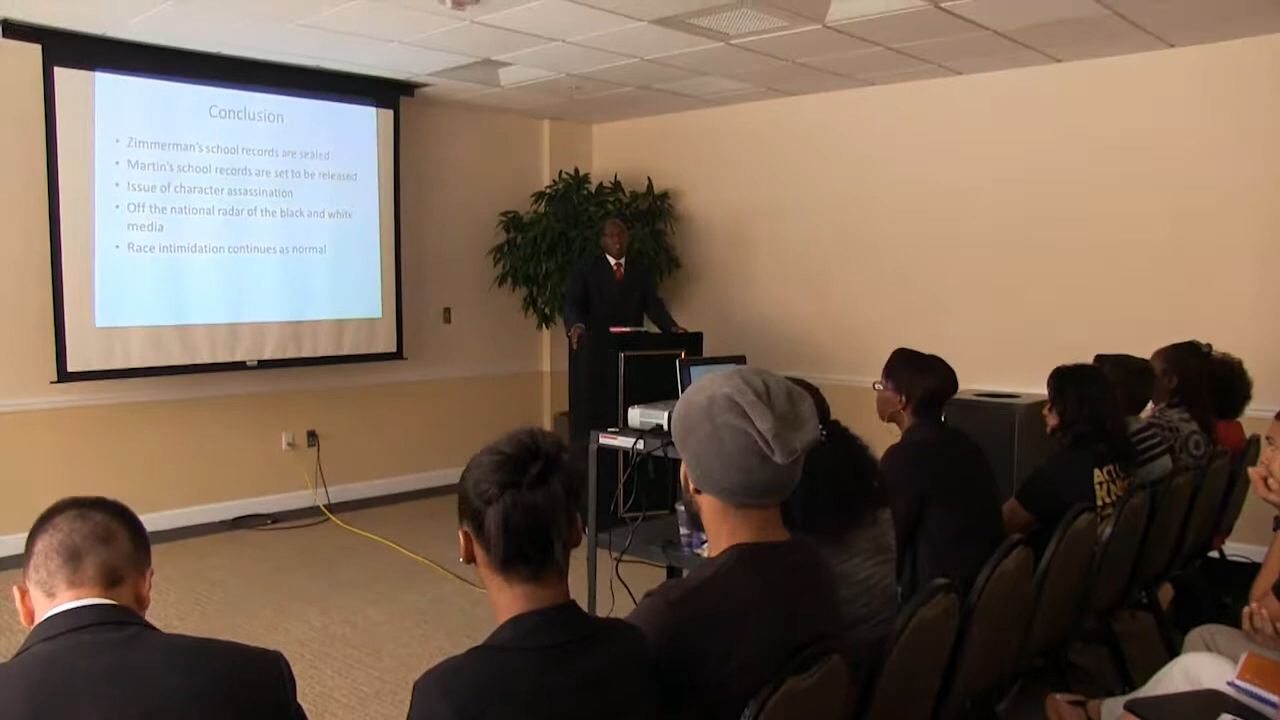 Conclusion
• Zimmerman's school records are sealed
• Martin's school records are set to be released
• Issue of character assassination
• Off the national radar of the black and white
media
• Race intimidation continues as normal